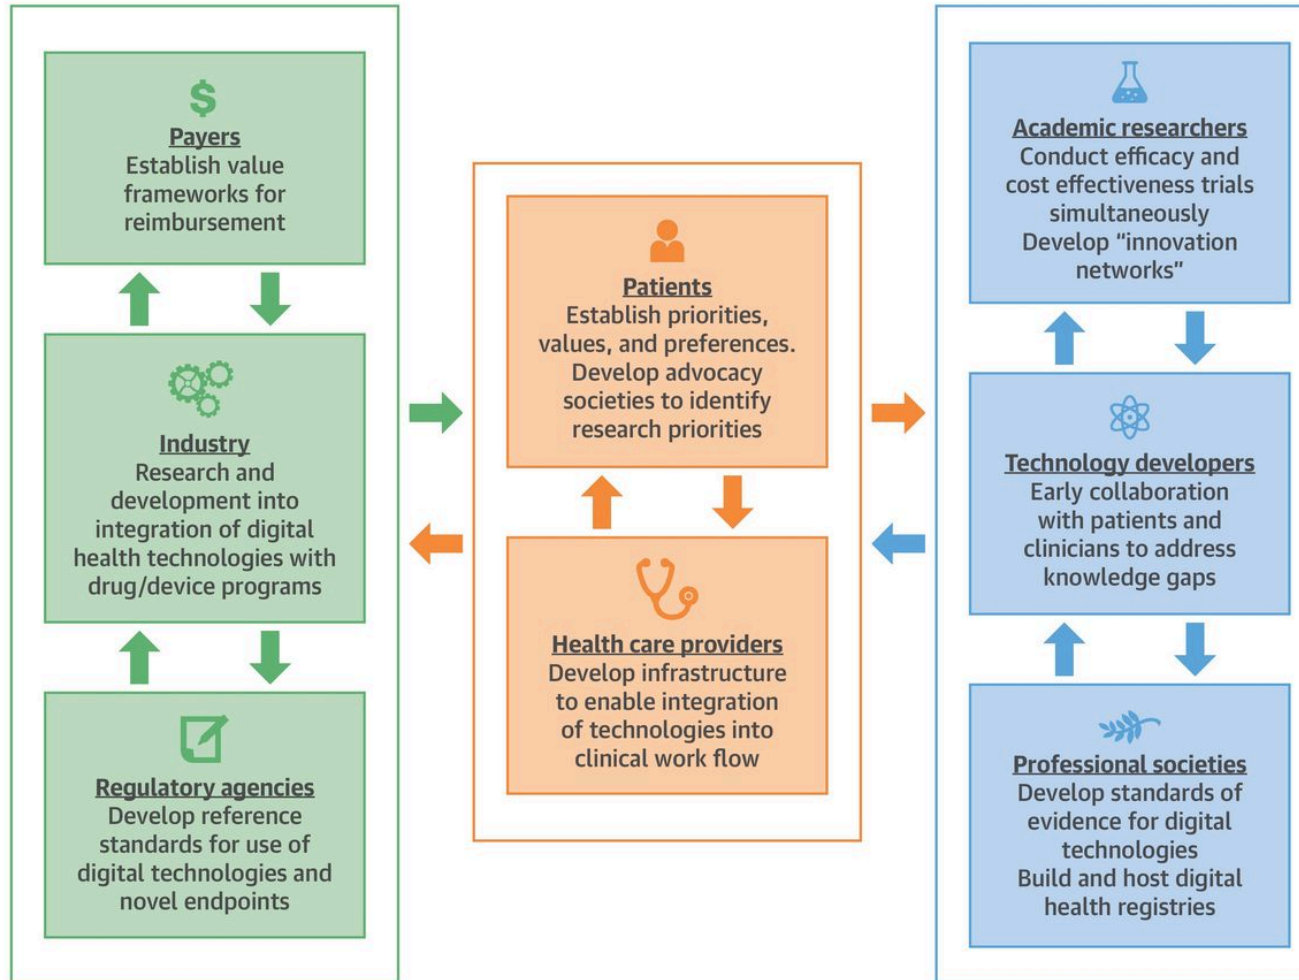 $
Payers
Establish value
frameworks for
reimbursement
Industry
Research and
development into
integration of digital
health technologies with
drug/device programs
Regulatory agencies
Develop reference
standards for use of
digital technologies and
novel endpoints
Patients
Establish priorities,
values, and preferences.
Develop advocacy
societies to identify
research priorities
Health care providers
Develop infrastructure
to enable integration
of technologies into
clinical work flow
Academic researchers
Conduct efficacy and
cost effectiveness trials
simultaneously
Develop “innovation
networks”
Technology developers
Early collaboration
with patients and
clinicians to address
knowledge gaps
Professional societies
Develop standards of
evidence for digital
technologies
Build and host digital
health registries